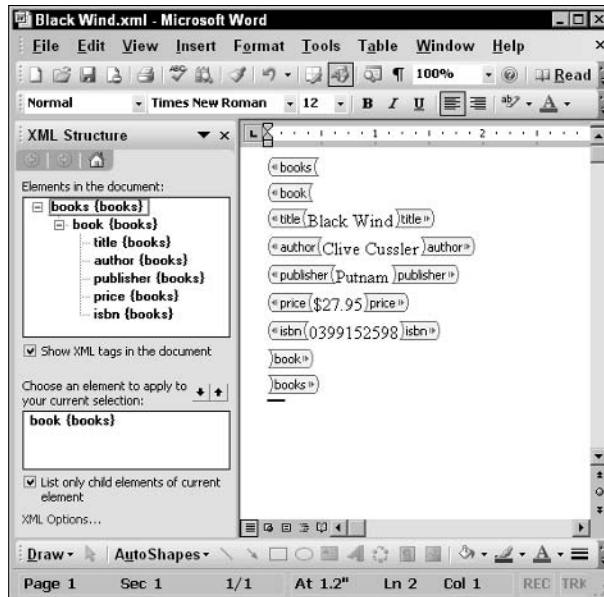 Black Wind.xml - Microsoft Word
File Edit View Insert Format Tools Table Window Help
100% Read
Normal Times New Roman 12 B I U
XML Structure
Elements in the document:
books {books}
book {books}
title {books}
author {books}
publisher {books}
price {books}
isbn {books}
Show XML tags in the document
Choose an element to apply to
your current selection:
book {books}
List only child elements of current
element
XML Options...
1 2
books
book
title Black Wind title
author Clive Cussler author
publisher Putnam publisher
price $27.95 price
isbn 0399152598 isbn
book
books
Draw AutoShapes
Page 1 Sec 1 1/1 At 1.2" Ln 2 Col 1 REC TRK